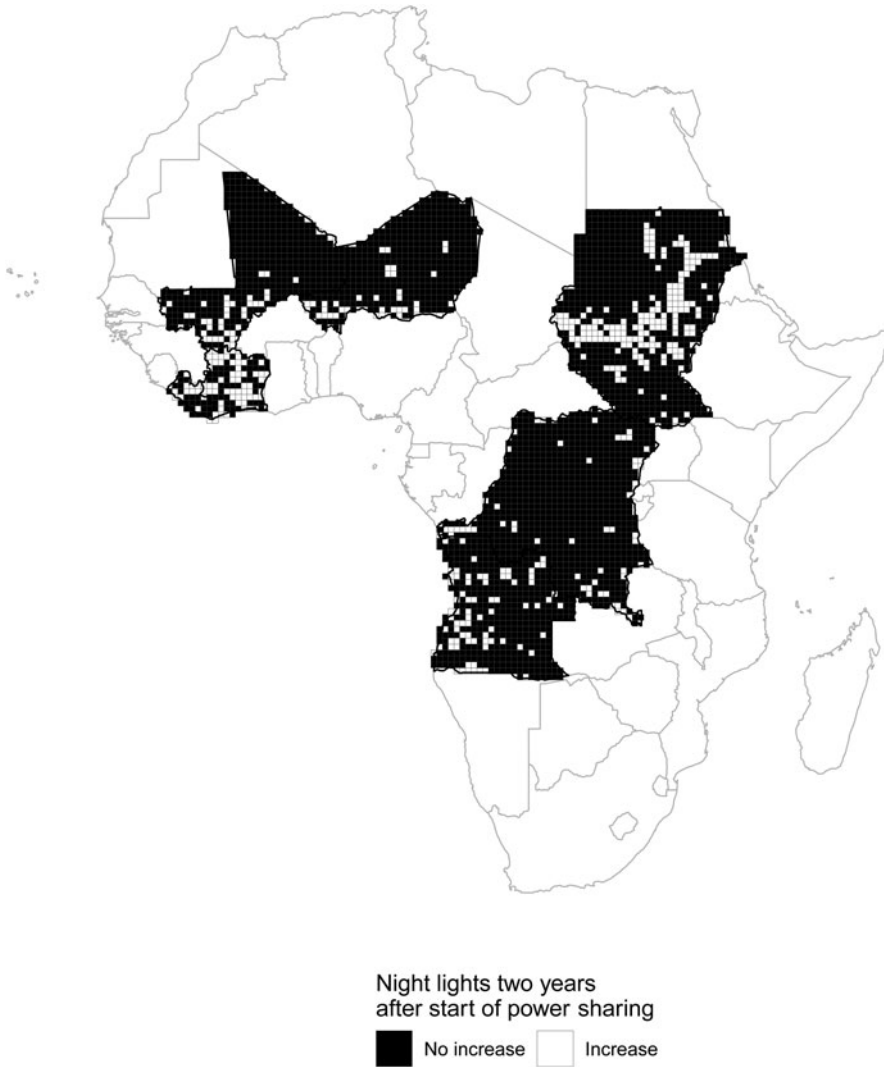 Night lights two years
after start of power sharing
No increase Increase